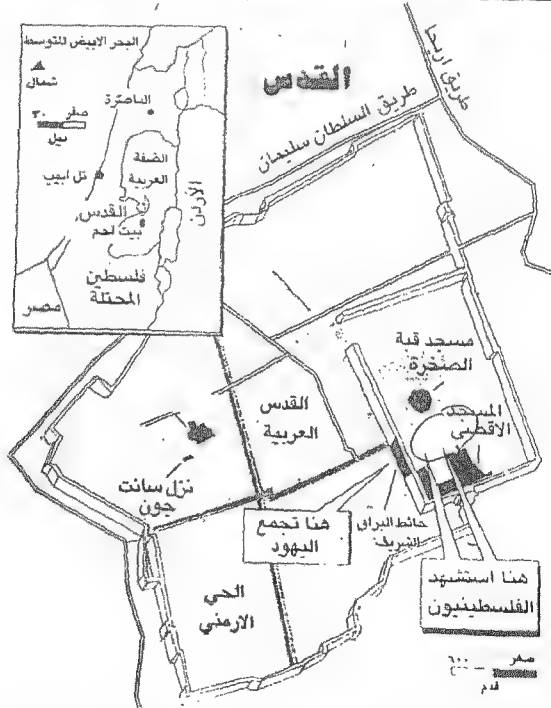 البحر الابيض المتوسط
شمال
الناصرة
صفر ٣٠
ميل
الضفة
العربية
تل ابيب
القدس
بيت لحم
الأردن
فلسطين
المحتلة
مصر
القدس
طريق اريحا
طريق السلطان سليمان
مسجد قبة
الصخرة
المسجد
الاقصى
القدس
العربية
نزل سانت
جون
هنا تجمع
اليهود
حائط البراق
الشريف
هنا استشهد
الفلسطينيون
الحي
الارمني
صفر ٦٠٠
قدم